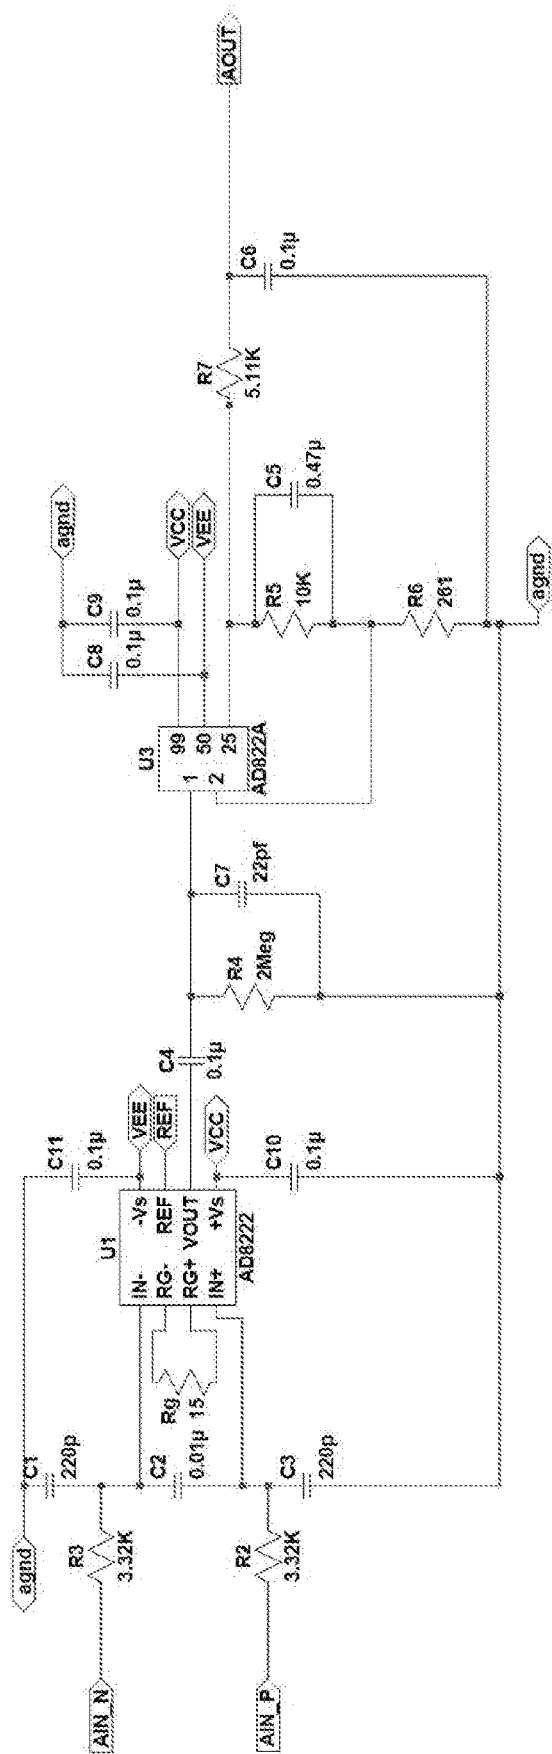 AIN_N
R3
3.32K
AIN_P
R2
3.32K
agnd
C1
220p
C2
0.01µ
C3
220p
Rg
15
U1
IN-
-Vs
RG-
REF
RG+
VOUT
IN+
+Vs
AD8222
C11
0.1µ
VEE
REF
VCC
C10
0.1µ
C4
0.1µ
R4
2Meg
C7
22pf
U3
1
99
2
50
25
AD822A
C8
0.1µ
C9
0.1µ
agnd
VCC
VEE
R5
10K
C5
0.47µ
R6
261
agnd
R7
5.11K
C6
0.1µ
AOUT